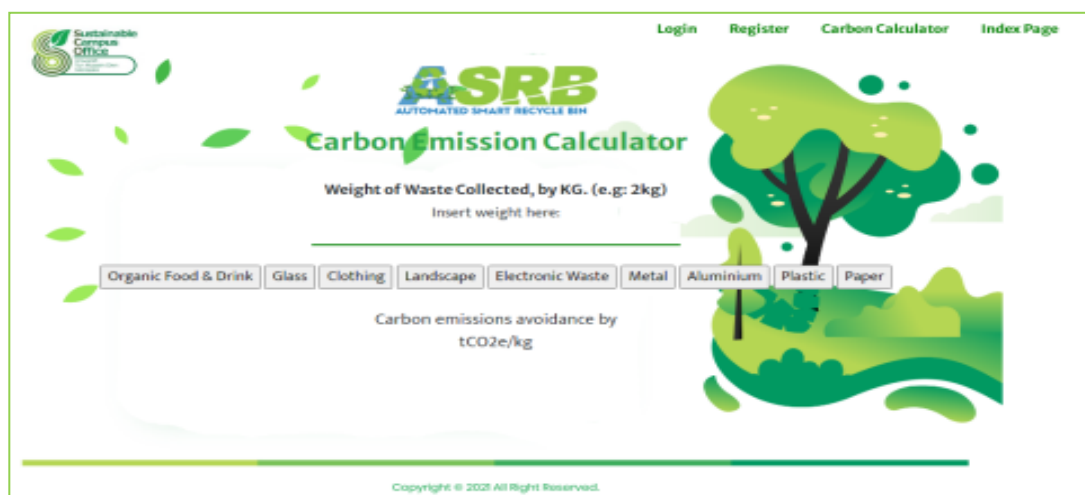 Sustainable
Campus
Office
Login Register Carbon Calculator Index Page
ASRB
AUTOMATED SMART RECYCLE BIN
Carbon Emission Calculator
Weight of Waste Collected, by KG. (e.g: 2kg)
Insert weight here:
Organic Food & Drink Glass Clothing Landscape Electronic Waste Metal Aluminium Plastic Paper
Carbon emissions avoidance by
tCO2e/kg
Copyright © 2021 All Right Reserved.